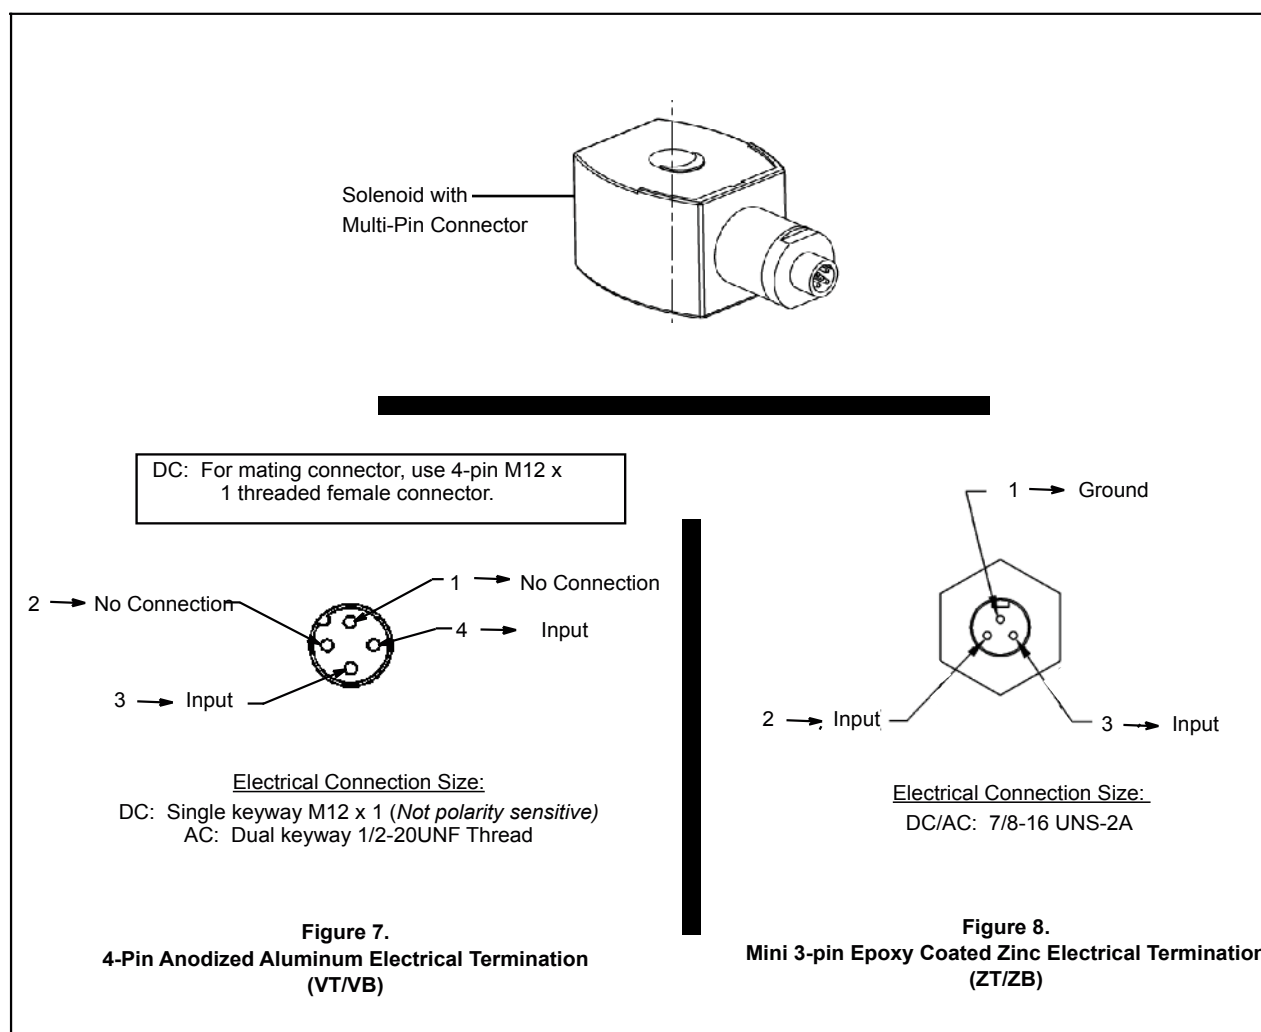 Solenoid with
Multi-Pin Connector
DC: For mating connector, use 4-pin M12 x
1 threaded female connector.
1 → No Connection
2 → No Connection
4 → Input
3 → Input
Electrical Connection Size:
DC: Single keyway M12 x 1 (Not polarity sensitive)
AC: Dual keyway 1/2-20UNF Thread
Figure 7.
4-Pin Anodized Aluminum Electrical Termination
(VT/VB)
1 → Ground
2 → Input
3 → Input
Electrical Connection Size:
DC/AC: 7/8-16 UNS-2A
Figure 8.
Mini 3-pin Epoxy Coated Zinc Electrical Termination
(ZT/ZB)